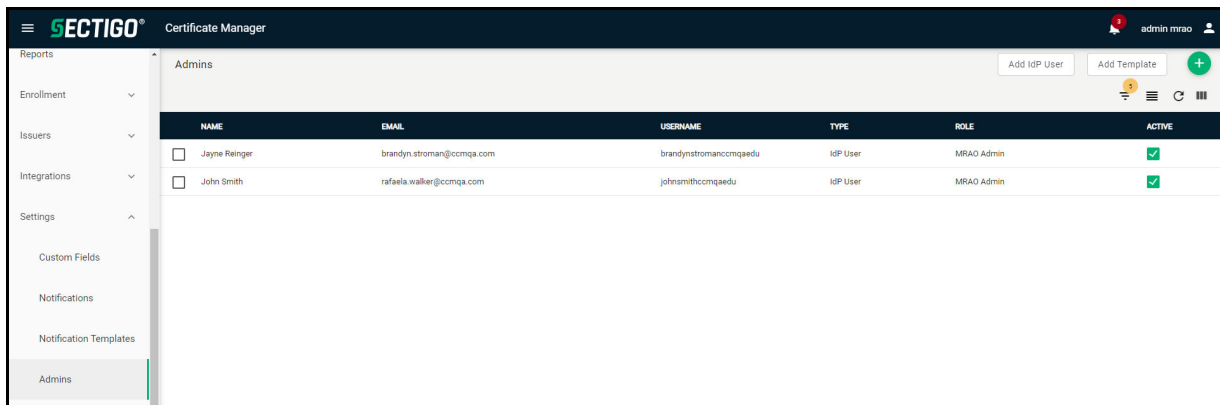 SECTIGO® Certificate Manager 3 admin mrao
Reports
Enrollment
Issuers
Integrations
Settings
Custom Fields
Notifications
Notification Templates
Admins
Admins Add IdP User Add Template +
5
NAME EMAIL USERNAME TYPE ROLE ACTIVE
Jayne Reinger brandyn.stroman@ccmqa.com brandynstromanccmqaedu IdP User MRAO Admin
John Smith rafaela.walker@ccmqa.com johnsmithccmqaedu IdP User MRAO Admin